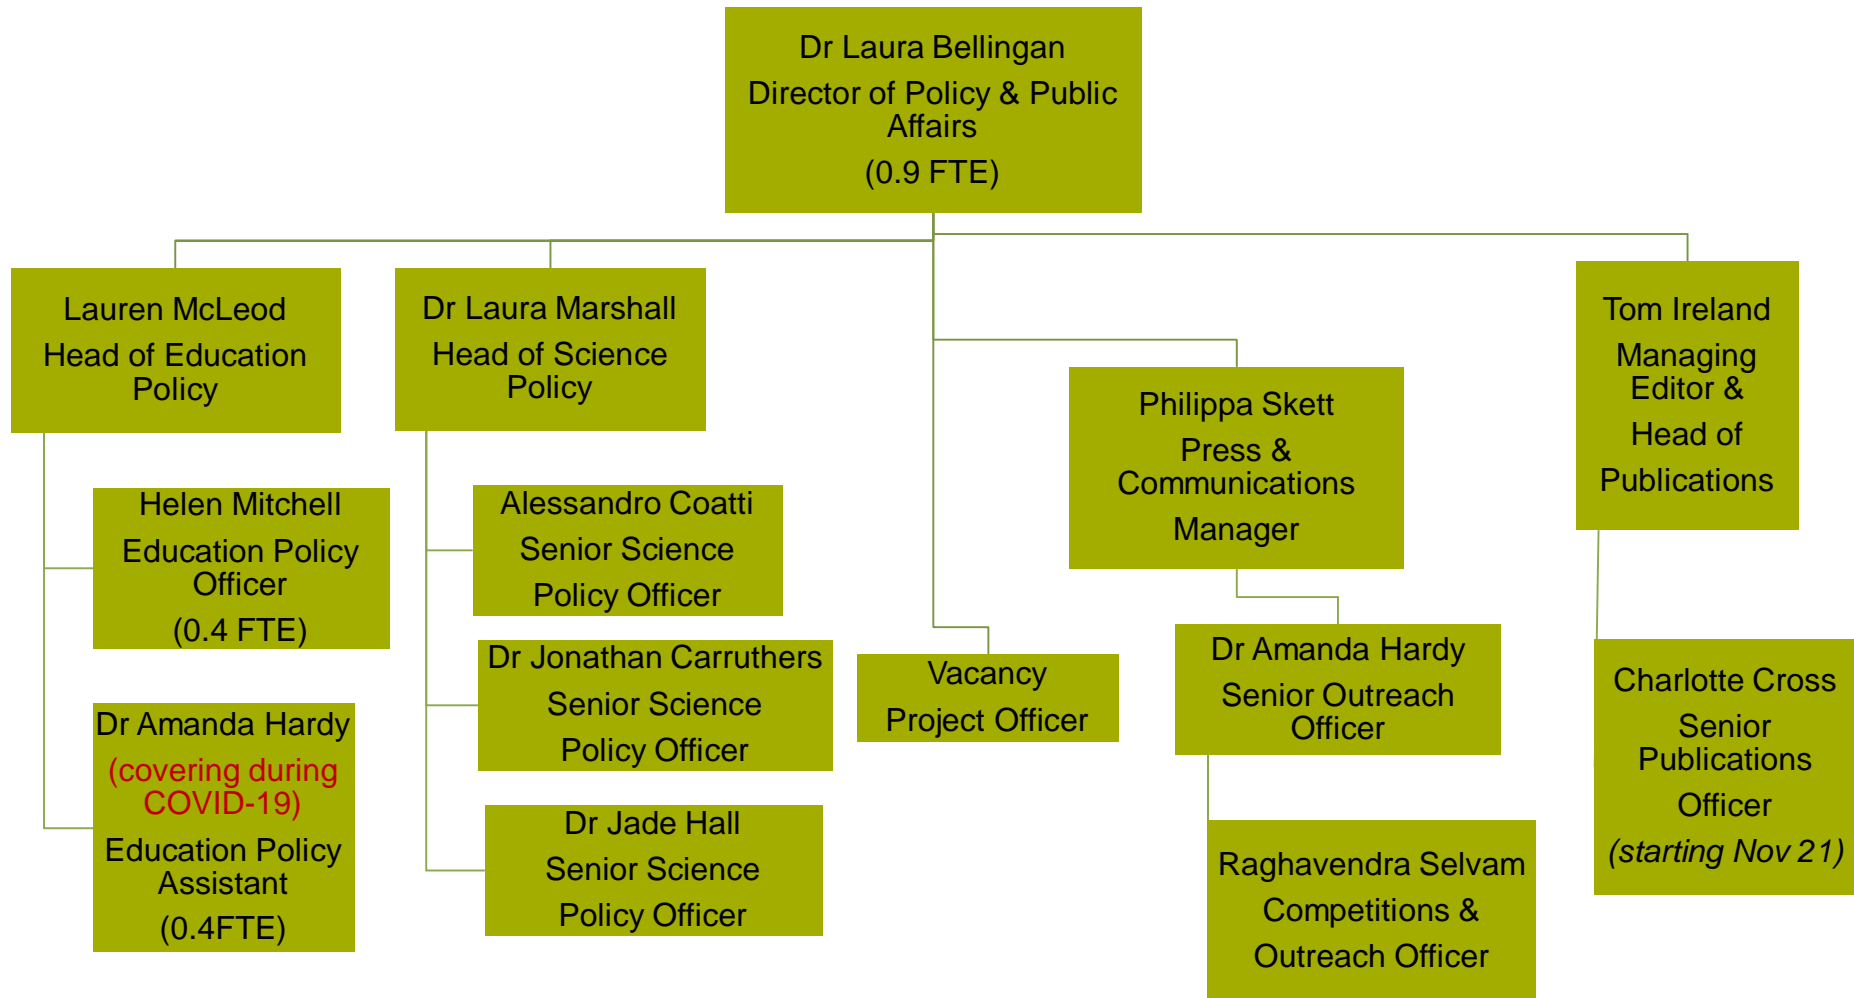 Dr Laura Bellingan
Director of Policy & Public
Affairs
(0.9 FTE)
Lauren McLeod
Head of Education
Policy
Helen Mitchell
Education Policy
Officer
(0.4 FTE)
Dr Amanda Hardy
(covering during
COVID-19)
Education Policy
Assistant
(0.4FTE)
Dr Laura Marshall
Head of Science
Policy
Alessandro Coatti
Senior Science
Policy Officer
Dr Jonathan Carruthers
Senior Science
Policy Officer
Dr Jade Hall
Senior Science
Policy Officer
Vacancy
Project Officer
Philippa Skett
Press &
Communications
Manager
Dr Amanda Hardy
Senior Outreach
Officer
Raghavendra Selvam
Competitions &
Outreach Officer
Tom Ireland
Managing
Editor &
Head of
Publications
Charlotte Cross
Senior
Publications
Officer
(starting Nov 21)